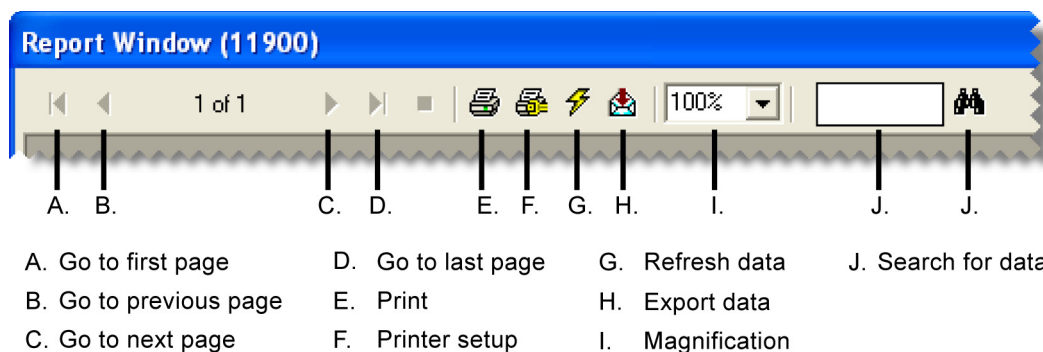 Report Window (11900)
1 of 1
100%
A. B. C. D. E. F. G. H. I. J. J.
A. Go to first page
B. Go to previous page
C. Go to next page
D. Go to last page
E. Print
F. Printer setup
G. Refresh data
H. Export data
I. Magnification
J. Search for data